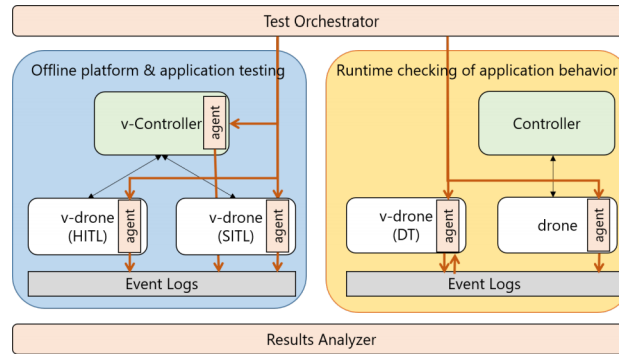 Test Orchestrator
Offline platform & application testing
v-Controller
agent
v-drone
(HITL)
agent
v-drone
(SITL)
agent
Event Logs
Runtime checking of application behavior
Controller
v-drone
(DT)
agent
drone
agent
Event Logs
Results Analyzer